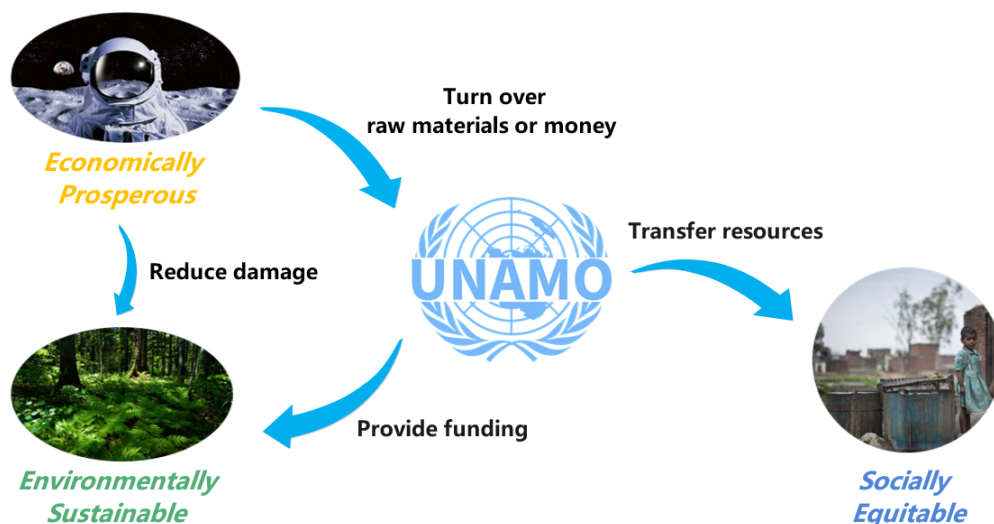 Turn over
raw materials or money
Economically
Prosperous
Transfer resources
Reduce damage
UNAMO
Provide funding
Environmentally
Sustainable
Socially
Equitable